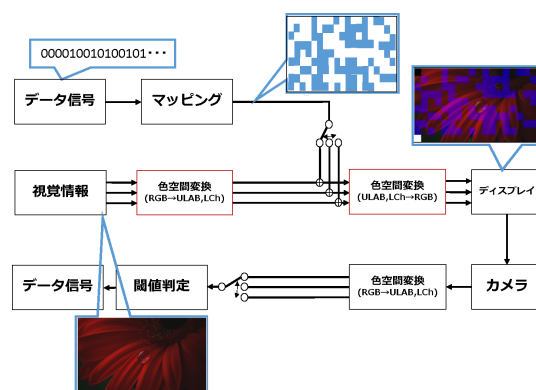 000010010100101・・・
データ信号
マッピング
視覚情報
色空間変換
(RGB→ULAB,LCh)
色空間変換
(ULAB,LCh→RGB)
ディスプレイ
データ信号
閾値判定
色空間変換
(RGB→ULAB,LCh)
カメラ